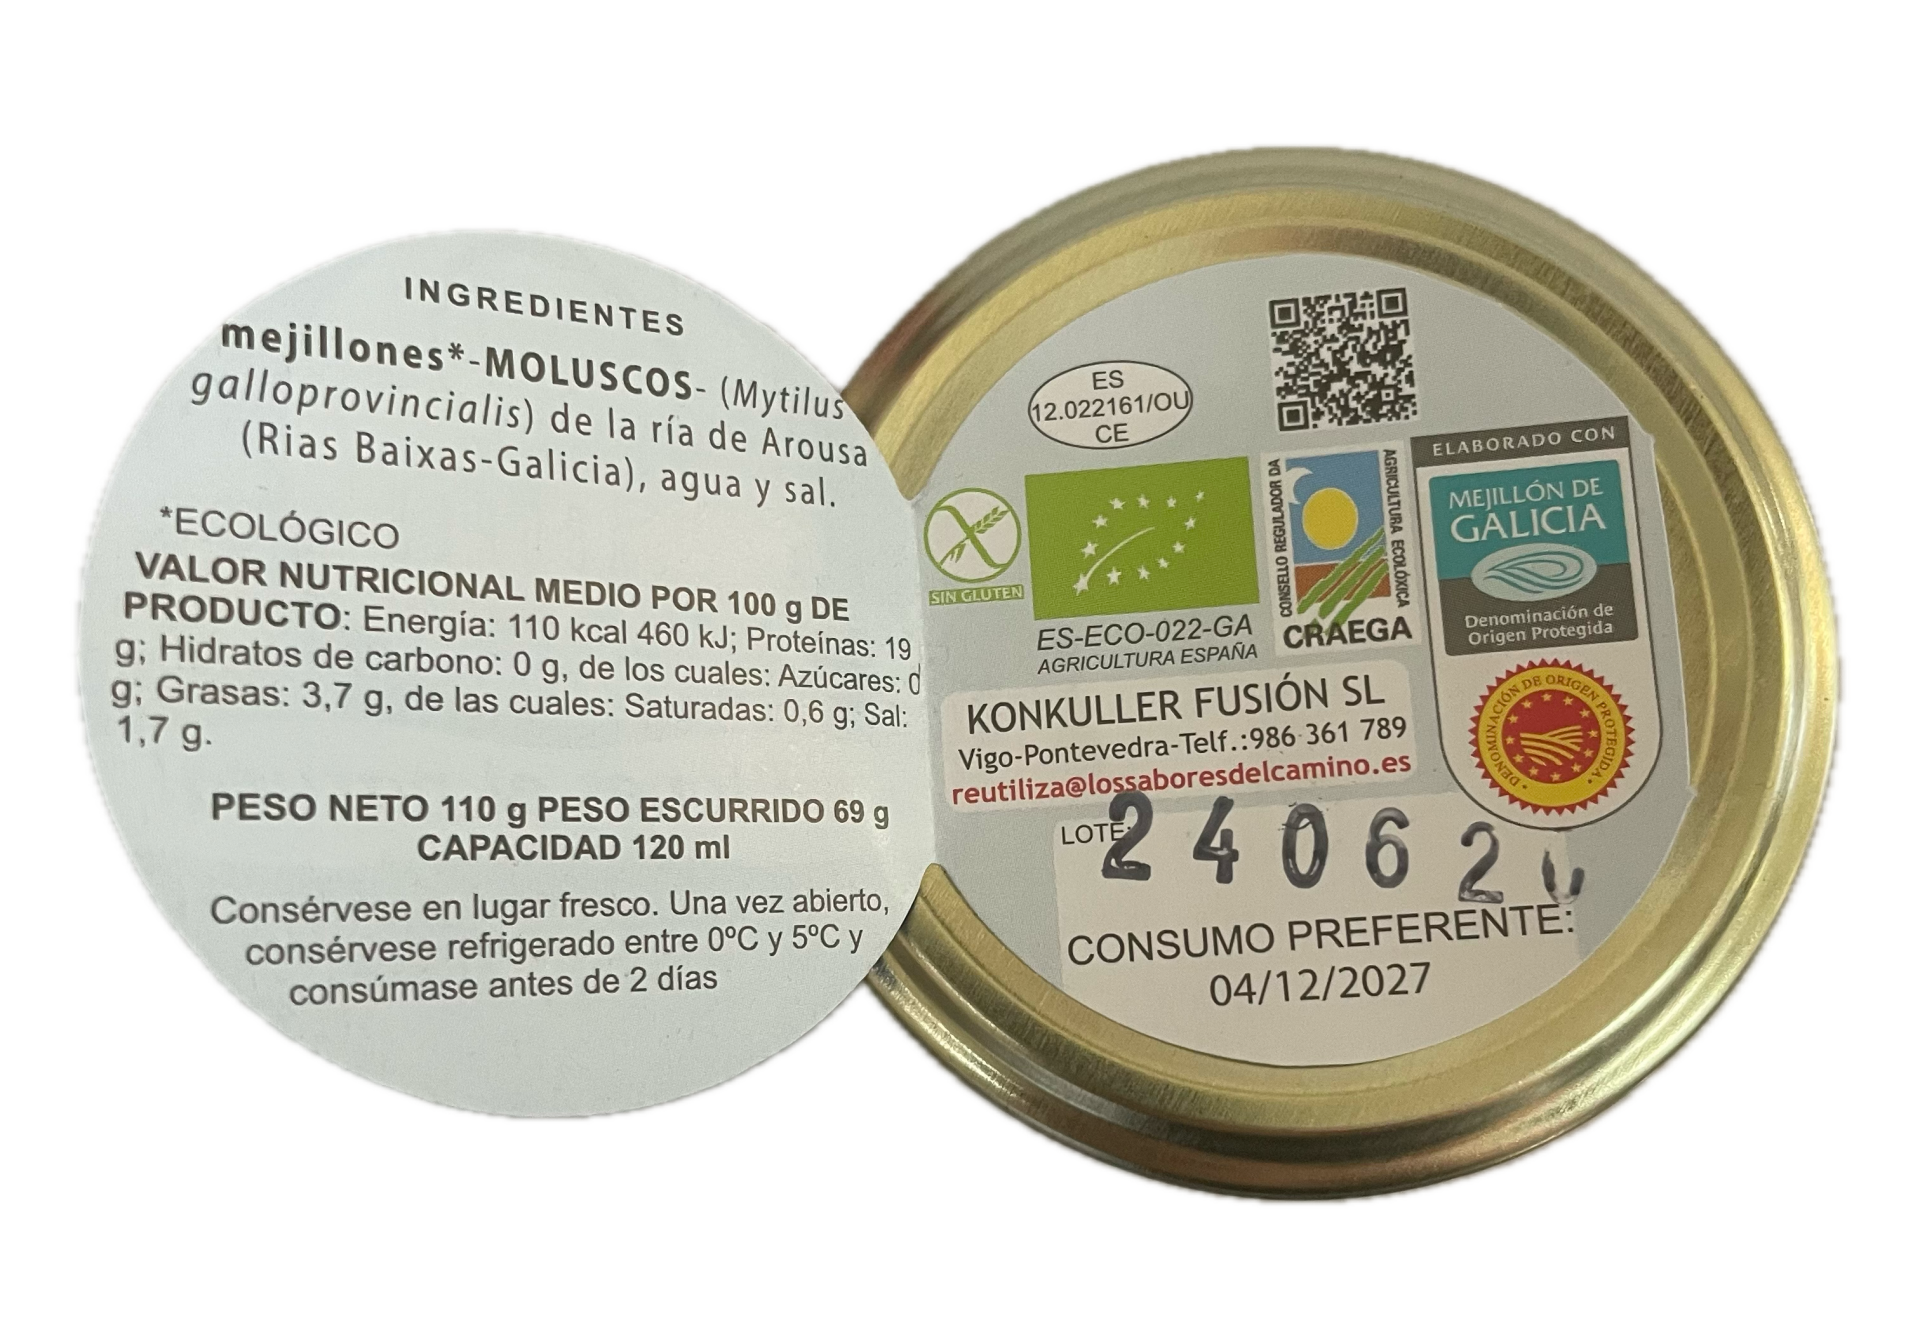 INGREDIENTES
mejillones*-MOLUSCOS- (Mytilus
galloprovincialis) de la ría de Arousa
(Rias Baixas-Galicia), agua y sal.
*ECOLÓGICO
VALOR NUTRICIONAL MEDIO POR 100 g DE
PRODUCTO: Energía: 110 kcal 460 kJ; Proteínas: 19
g; Hidratos de carbono: 0 g, de los cuales: Azúcares: 0
g; Grasas: 3,7 g, de las cuales: Saturadas: 0,6 g; Sal:
1,7 g.
PESO NETO 110 g PESO ESCURRIDO 69 g
CAPACIDAD 120 ml
Consérvese en lugar fresco. Una vez abierto,
consérvese refrigerado entre 0ºC y 5ºC y
consúmase antes de 2 días
ES
12.022161/OU
CE
SIN GLUTEN
ES-ECO-022-GA
AGRICULTURA ESPAÑA
CONSELLO REGULADOR DA
AGRICULTURA ECOLÓXICA
CRAEGA
ELABORADO CON
MEJILLÓN DE
GALICIA
Denominación de
Origen Protegida
DENOMINACIÓN DE ORIGEN PROTEGIDA
KONKULLER FUSIÓN SL
Vigo-Pontevedra-Telf.:986 361 789
reutiliza@lossaboresdelcamino.es
LOTE:
CONSUMO PREFERENTE:
04/12/2027